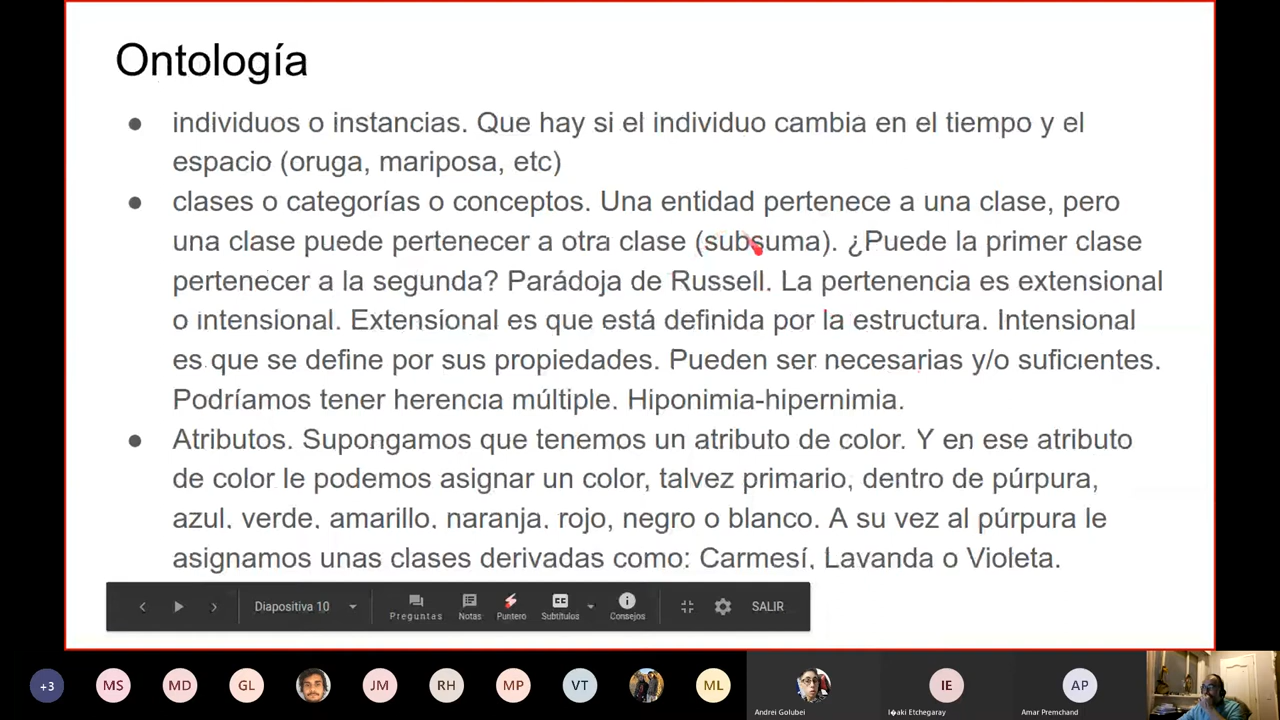 Ontología
● individuos o instancias. Que hay si el individuo cambia en el tiempo y el
espacio (oruga, mariposa, etc)
● clases o categorías o conceptos. Una entidad pertenece a una clase, pero
una clase puede pertenecer a otra clase (subsuma). ¿Puede la primer clase
pertenecer a la segunda? Parádoja de Russell. La pertenencia es extensional
o intensional. Extensional es que está definida por la estructura. Intensional
es que se define por sus propiedades. Pueden ser necesarias y/o suficientes.
Podríamos tener herencia múltiple. Hiponimia-hipernimia.
● Atributos. Supongamos que tenemos un atributo de color. Y en ese atributo
de color le podemos asignar un color, talvez primario, dentro de púrpura,
azul, verde, amarillo, naranja, rojo, negro o blanco. A su vez al púrpura le
asignamos unas clases derivadas como: Carmesí, Lavanda o Violeta.
Diapositiva 10 Preguntas Notas Puntero CC Subtítulos Consejos SALIR
+3 MS MD GL JM RH MP VT ML IE AP
Andrei Golubei I�aki Etchegaray Amar Premchand